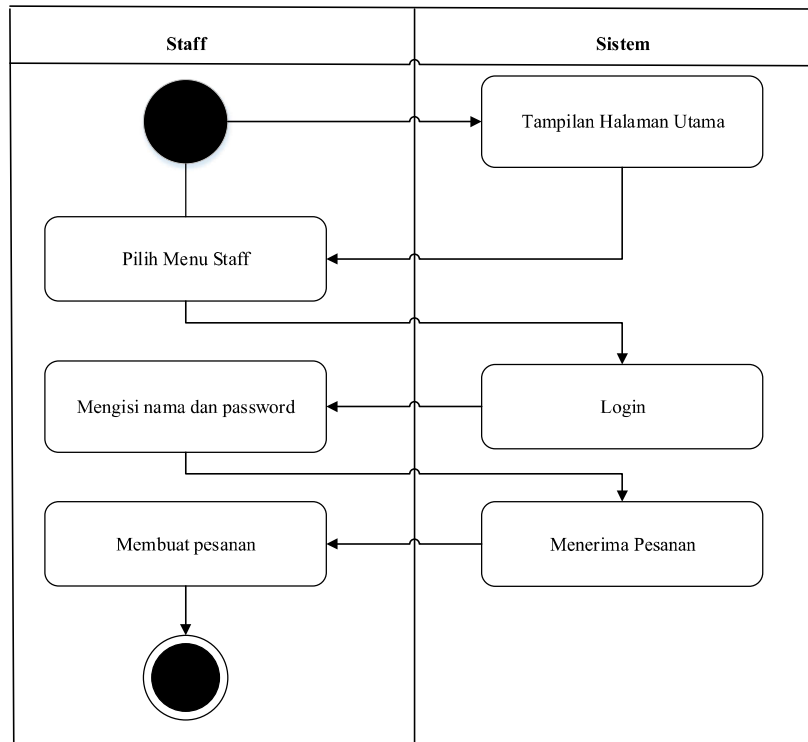 Staff
Sistem
Tampilan Halaman Utama
Pilih Menu Staff
Mengisi nama dan password
Login
Membuat pesanan
Menerima Pesanan